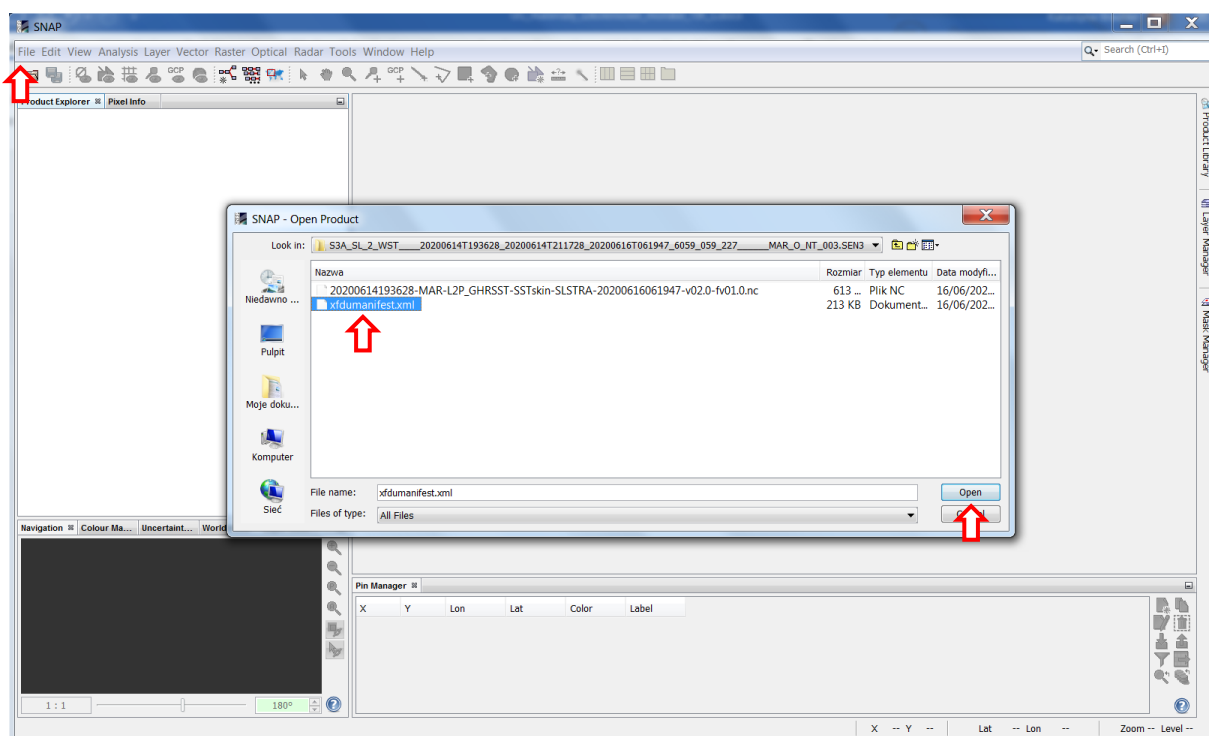 SNAP
File Edit View Analysis Layer Vector Raster Optical Radar Tools Window Help
Search (Ctrl+I)
GCP GCP
Product Explorer Pixel Info
Product Library
Layer Manager
Mask Manager
SNAP - Open Product
Look in: S3A_SL_2_WST____20200614T193628_20200614T211728_20200616T061947_6059_059_227______MAR_O_NT_003.SEN3
Nazwa Rozmiar Typ elementu Data modyfi...
20200614193628-MAR-L2P_GHRSST-SSTskin-SLSTRA-20200616061947-v02.0-fv01.0.nc 613 ... Plik NC 16/06/202...
xfdumanifest.xml 213 KB Dokument... 16/06/202...
Niedawno ...
Pulpit
Moje doku...
Komputer
Sieć
File name: xfdumanifest.xml Open
Files of type: All Files
Navigation Colour Ma... Uncertaint... World
Pin Manager
X Y Lon Lat Color Label
1 : 1 180°
X -- Y -- Lat -- Lon -- Zoom -- Level --